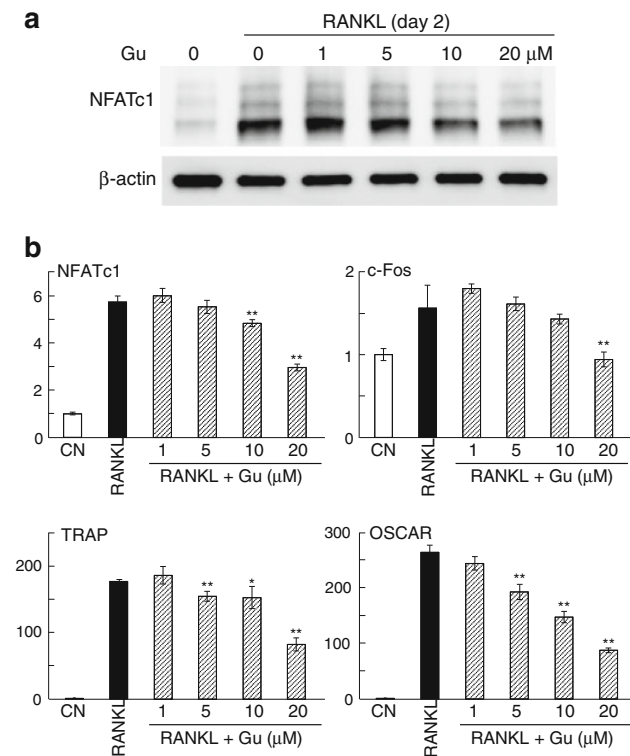 a
RANKL (day 2)
Gu 0 0 1 5 10 20 μM
NFATc1
β-actin
b
NFATc1
6
4
2
1
0
CN
RANKL
1 5 10 20
RANKL + Gu (μM)
** **
c-Fos
2
1
0
CN
RANKL
1 5 10 20
RANKL + Gu (μM)
**
TRAP
200
100
0
CN
RANKL
1 5 10 20
RANKL + Gu (μM)
** * **
OSCAR
300
200
100
0
CN
RANKL
1 5 10 20
RANKL + Gu (μM)
** ** **